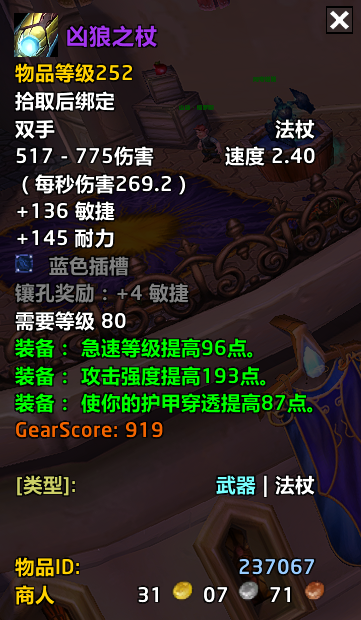 凶狼之杖
物品等级252
拾取后绑定
双手 法杖
517 - 775伤害 速度 2.40
（每秒伤害269.2）
+136 敏捷
+145 耐力
蓝色插槽
镶孔奖励：+4 敏捷
需要等级 80
装备： 急速等级提高96点。
装备： 攻击强度提高193点。
装备： 使你的护甲穿透提高87点。
GearScore: 919
[类型]: 武器 | 法杖
物品ID: 237067
商人 31 07 71